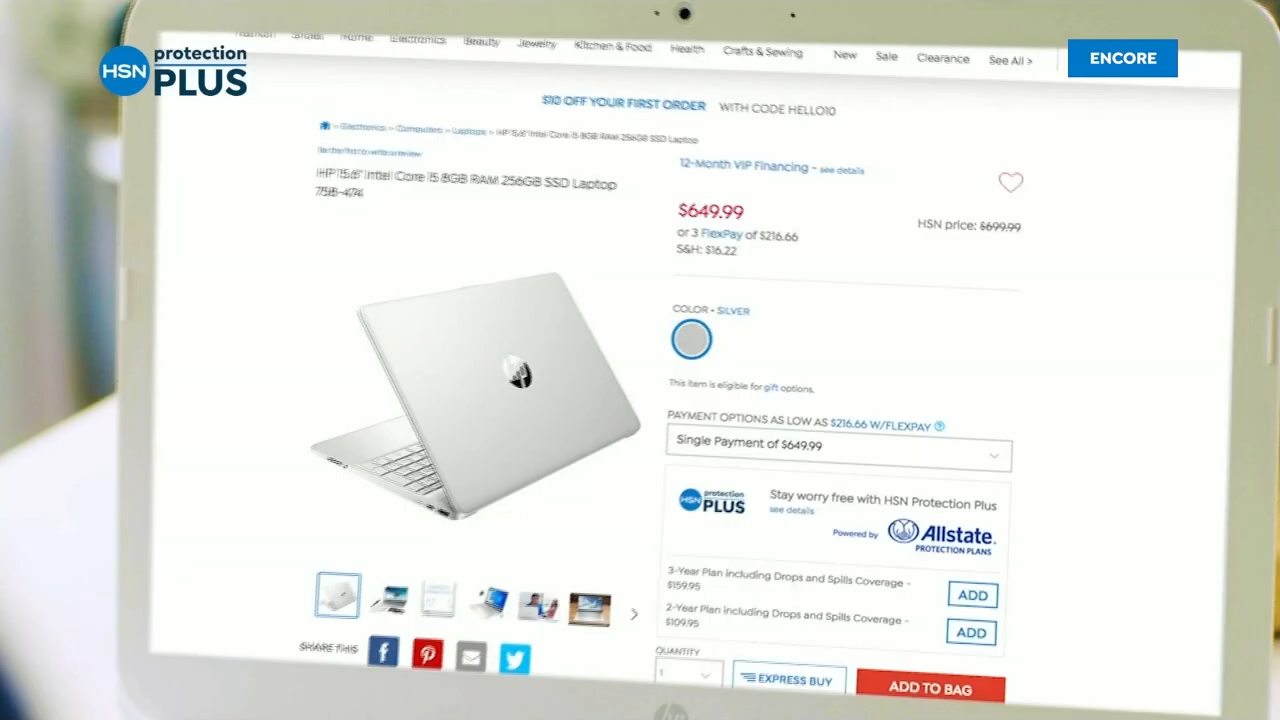 HSN protection PLUS
ENCORE
Fashion Shoes Home Electronics Beauty Jewelry Kitchen & Food Health Crafts & Sewing New Sale Clearance See All >
$10 OFF YOUR FIRST ORDER WITH CODE HELLO10
> Electronics > Computers > Laptops > HP 15.6" Intel Core i5 8GB RAM 256GB SSD Laptop
Be the first to write a review
12-Month VIP Financing - see details
HP 15.6" Intel Core i5 8GB RAM 256GB SSD Laptop
758-474
$649.99
HSN price: $699.99
or 3 FlexPay of $216.66
S&H: $16.22
COLOR - SILVER
This item is eligible for gift options.
PAYMENT OPTIONS AS LOW AS $216.66 W/FLEXPAY ?
Single Payment of $649.99
HSN protection PLUS
Stay worry free with HSN Protection Plus
see details
Powered by Allstate.
PROTECTION PLANS
3-Year Plan including Drops and Spills Coverage -
$159.95
ADD
2-Year Plan including Drops and Spills Coverage -
$109.95
ADD
SHARE THIS
QUANTITY
1
EXPRESS BUY
ADD TO BAG
hp